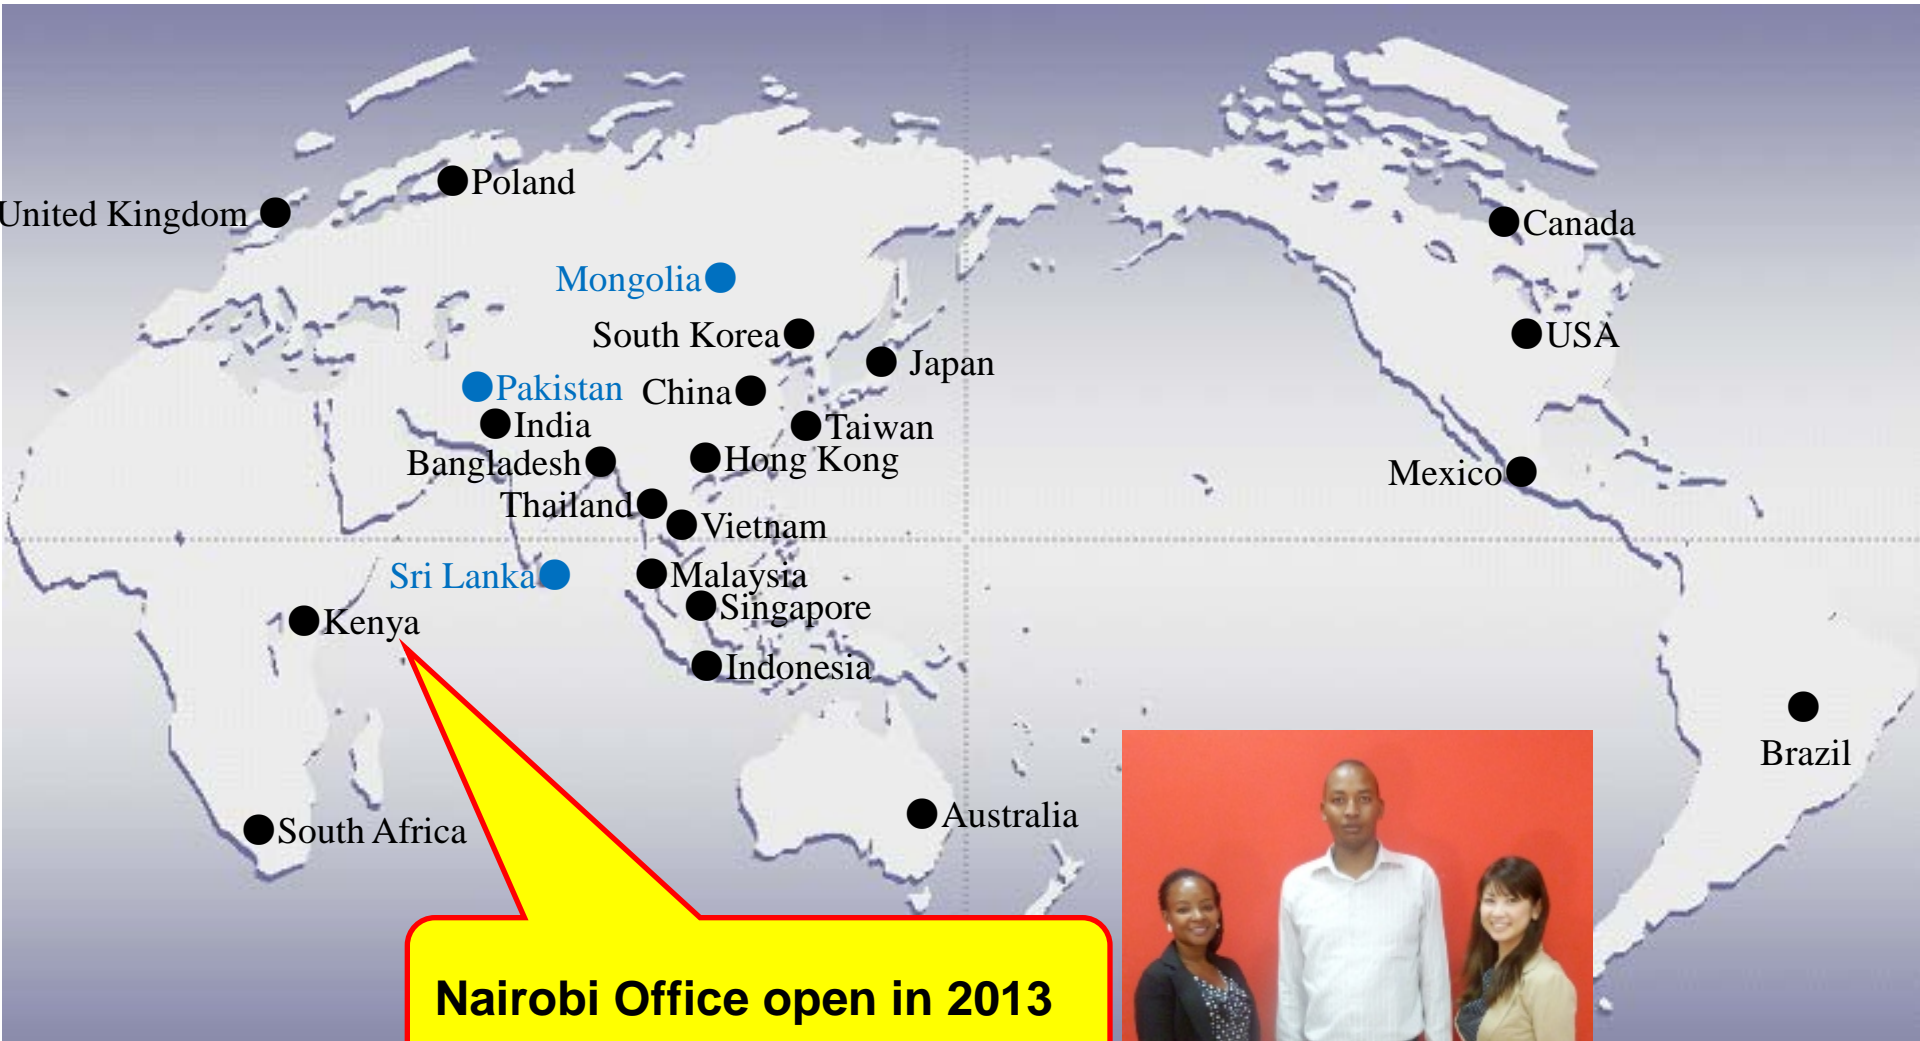 Poland
United Kingdom
Canada
Mongolia
South Korea
USA
Japan
Pakistan
China
India
Taiwan
Bangladesh
Hong Kong
Mexico
Thailand
Vietnam
Sri Lanka
Malaysia
Singapore
Kenya
Indonesia
Brazil
Australia
South Africa
Nairobi Office open in 2013